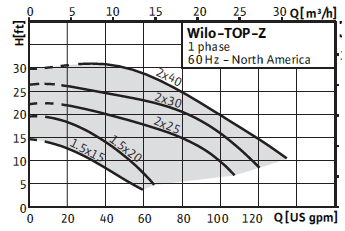 0 5 10 15 20 25 30 Q[m³/h]
H[ft]
Wilo-TOP-Z
1 phase
60 Hz - North America
30
25
20
15
10
5
0
2x40
2x30
2x25
1.5x20
1.5x15
0 20 40 60 80 100 120 Q [US gpm]